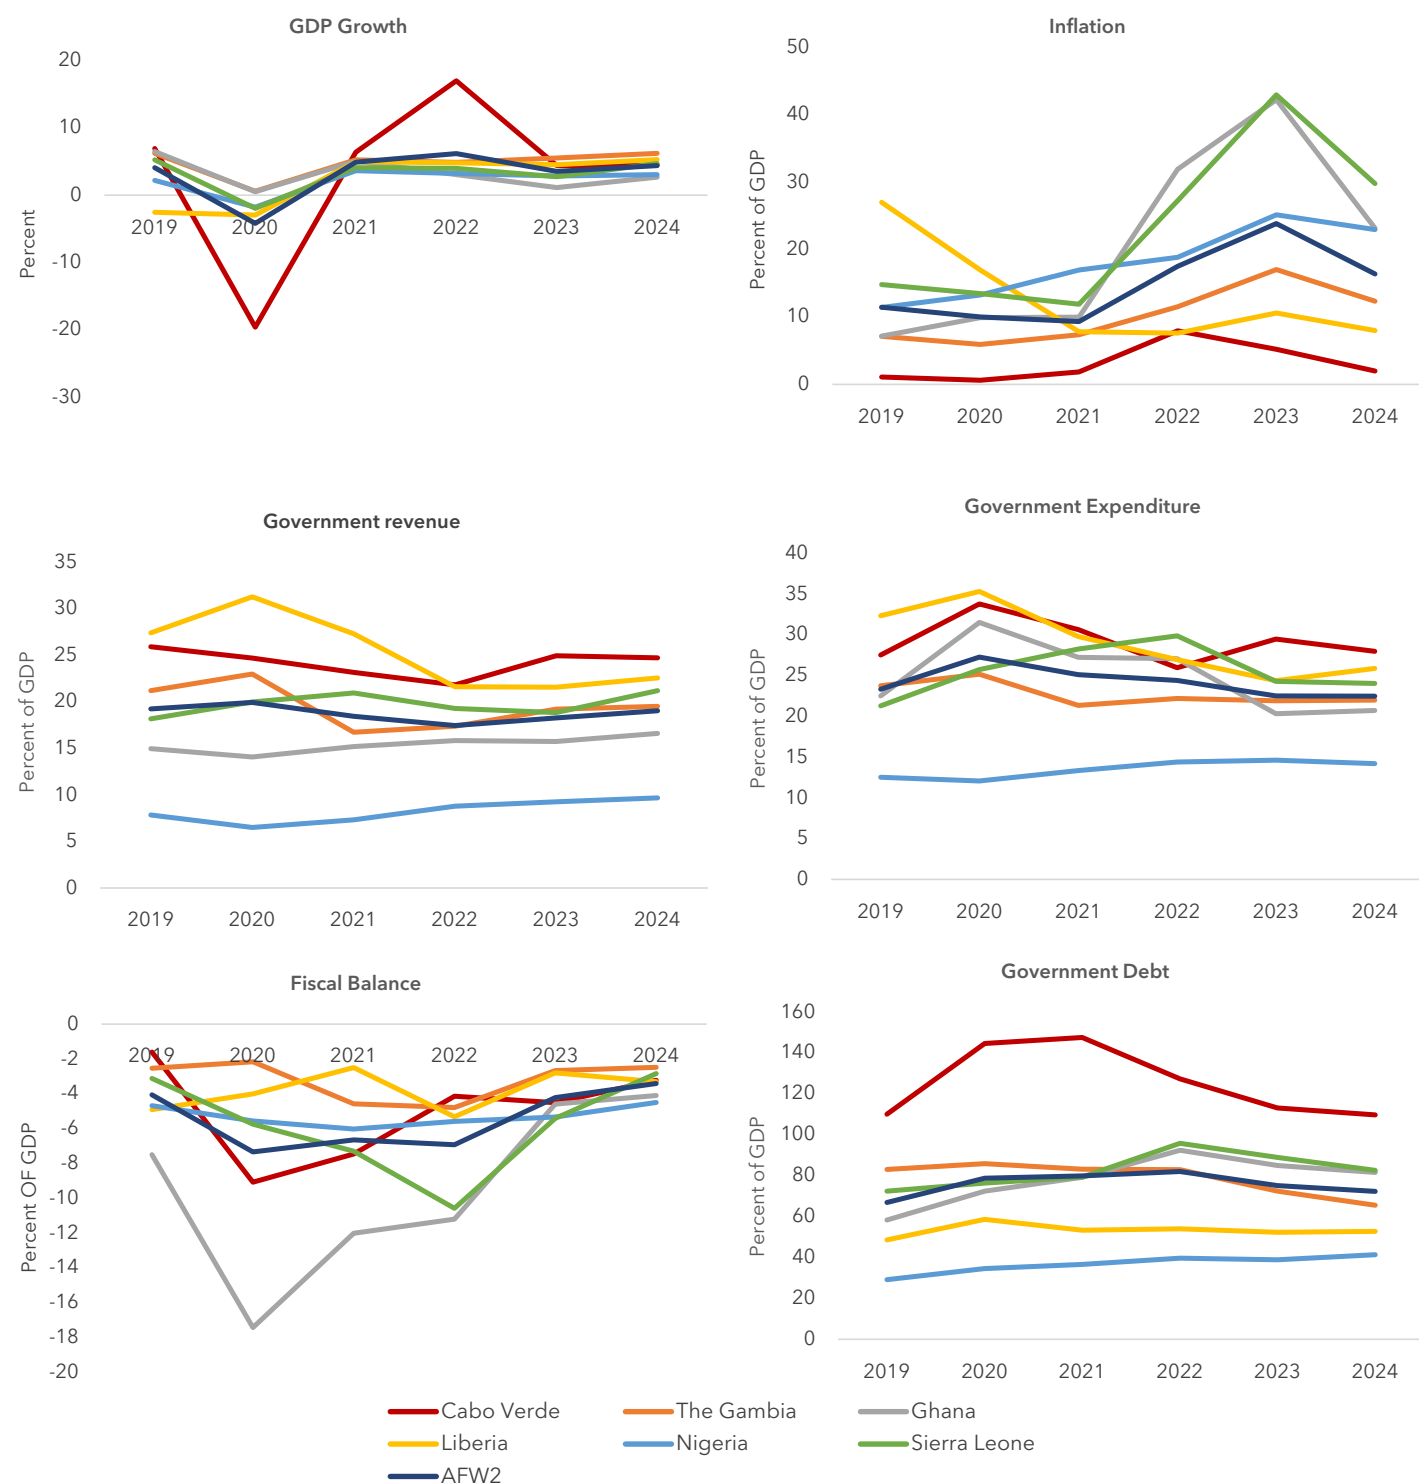 GDP Growth
20
10
0
-10
-20
-30
Percent
2019 2020 2021 2022 2023 2024
Inflation
50
40
30
20
10
0
Percent of GDP
2019 2020 2021 2022 2023 2024
Government revenue
35
30
25
20
15
10
5
0
Percent of GDP
2019 2020 2021 2022 2023 2024
Government Expenditure
40
35
30
25
20
15
10
5
0
Percent of GDP
2019 2020 2021 2022 2023 2024
Fiscal Balance
0
-2
-4
-6
-8
-10
-12
-14
-16
-18
-20
Percent OF GDP
2019 2020 2021 2022 2023 2024
Government Debt
160
140
120
100
80
60
40
20
0
Percent of GDP
2019 2020 2021 2022 2023 2024
Cabo Verde The Gambia Ghana
Liberia Nigeria Sierra Leone
AFW2